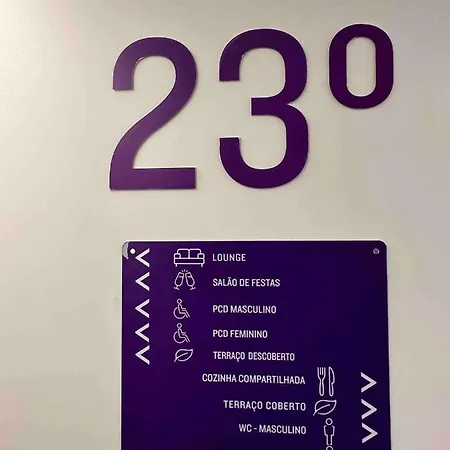 23º
LOUNGE
SALÃO DE FESTAS
PCD MASCULINO
PCD FEMININO
TERRAÇO DESCOBERTO
COZINHA COMPARTILHADA
TERRAÇO COBERTO
WC - MASCULINO